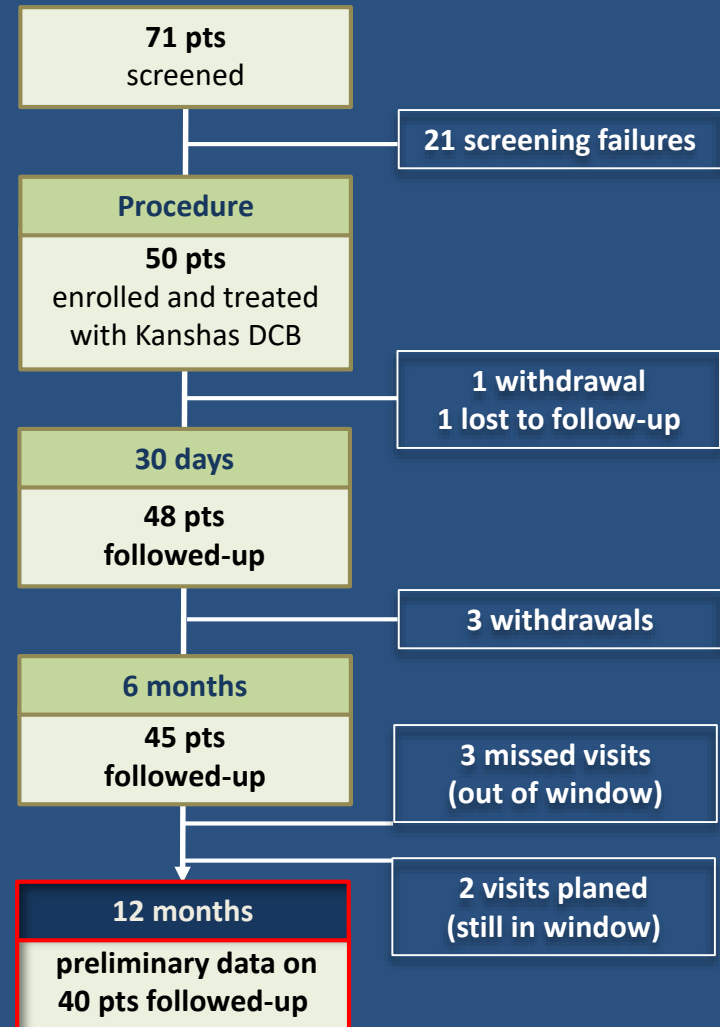 71 pts
screened
21 screening failures
Procedure
50 pts
enrolled and treated
with Kanshas DCB
1 withdrawal
1 lost to follow-up
30 days
48 pts
followed-up
3 withdrawals
6 months
45 pts
followed-up
3 missed visits
(out of window)
2 visits planed
(still in window)
12 months
preliminary data on
40 pts followed-up